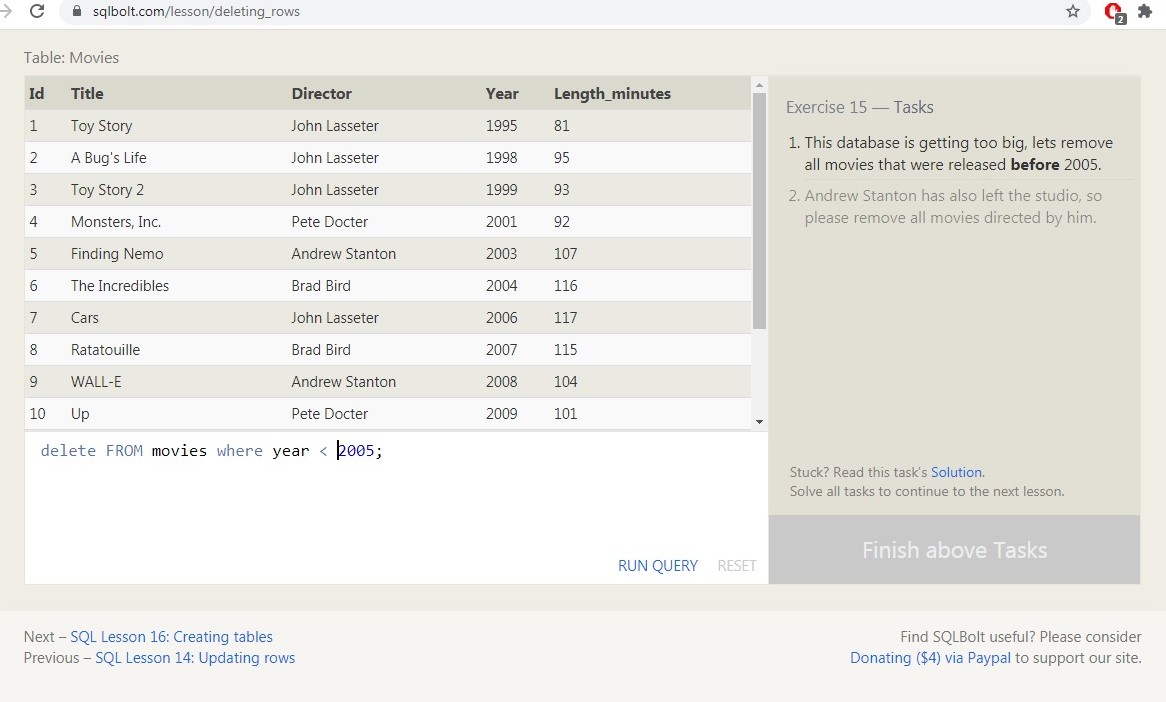 sqlbolt.com/lesson/deleting_rows
2
Table: Movies
Id Title Director Year Length_minutes
1 Toy Story John Lasseter 1995 81
2 A Bug's Life John Lasseter 1998 95
3 Toy Story 2 John Lasseter 1999 93
4 Monsters, Inc. Pete Docter 2001 92
5 Finding Nemo Andrew Stanton 2003 107
6 The Incredibles Brad Bird 2004 116
7 Cars John Lasseter 2006 117
8 Ratatouille Brad Bird 2007 115
9 WALL-E Andrew Stanton 2008 104
10 Up Pete Docter 2009 101
delete FROM movies where year < 2005;
RUN QUERY RESET
Exercise 15 — Tasks
1. This database is getting too big, lets remove
all movies that were released before 2005.
2. Andrew Stanton has also left the studio, so
please remove all movies directed by him.
Stuck? Read this task's Solution.
Solve all tasks to continue to the next lesson.
Finish above Tasks
Next – SQL Lesson 16: Creating tables
Previous – SQL Lesson 14: Updating rows
Find SQLBolt useful? Please consider
Donating ($4) via Paypal to support our site.